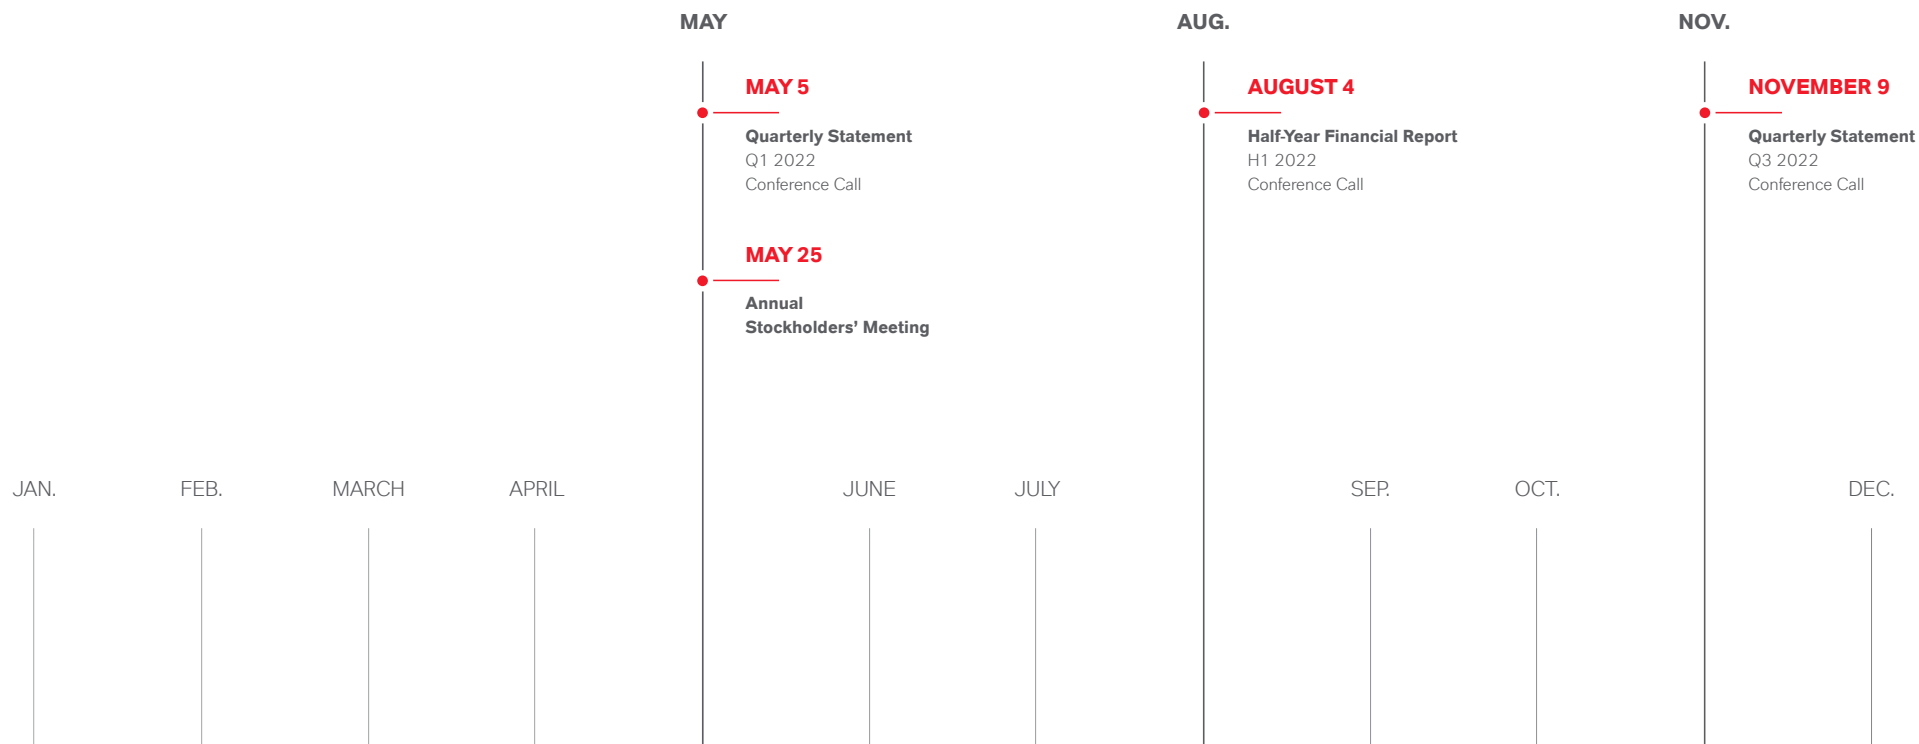 MAY
MAY 5
Quarterly Statement
Q1 2022
Conference Call
MAY 25
Annual
Stockholders’ Meeting
AUG.
AUGUST 4
Half-Year Financial Report
H1 2022
Conference Call
NOV.
NOVEMBER 9
Quarterly Statement
Q3 2022
Conference Call
JAN.
FEB.
MARCH
APRIL
JUNE
JULY
SEP.
OCT.
DEC.